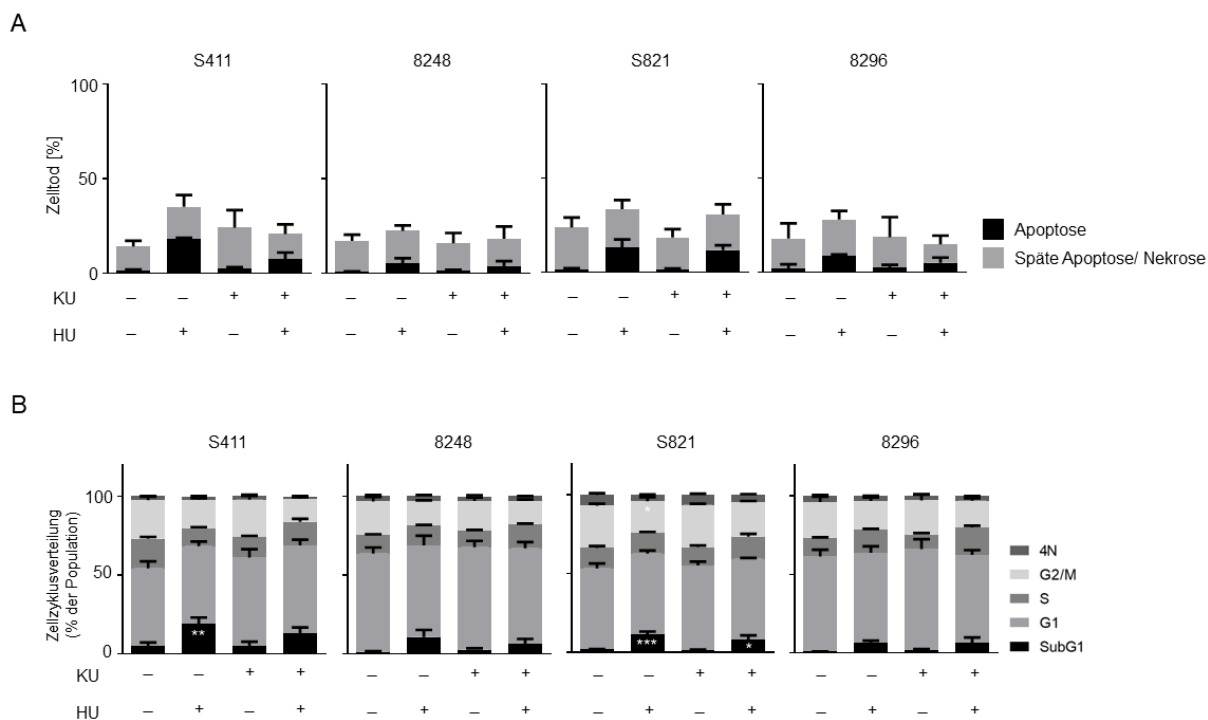 A
S411 8248 S821 8296
100
Zelltod [%]
50
0
Apoptose
Späte Apoptose/ Nekrose
KU – – + + – – + + – – + + – – + +
HU – + – + – + – + – + – + – + – +
B
S411 8248 S821 8296
100
Zellzyklusverteilung
(% der Population)
50
0
** *** * *
4N
G2/M
S
G1
SubG1
KU – – + + – – + + – – + + – – + +
HU – + – + – + – + – + – + – + – +